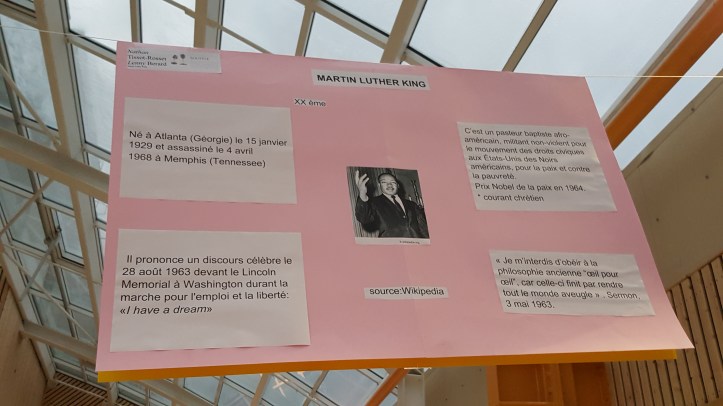 Nathan
Tissot-Rosset
Lenny Berard
MARTIN LUTHER KING
XX ème
Né à Atlanta (Géorgie) le 15 janvier
1929 et assassiné le 4 avril
1968 à Memphis (Tennessee)
C'est un pasteur baptiste afro-
américain, militant non-violent pour
le mouvement des droits civiques
aux États-Unis des Noirs
américains, pour la paix et contre
la pauvreté.
Prix Nobel de la paix en 1964.
* courant chrétien
Il prononce un discours célèbre le
28 août 1963 devant le Lincoln
Memorial à Washington durant la
marche pour l'emploi et la liberté:
«I have a dream»
source:Wikipedia
« Je m'interdis d'obéir à la
philosophie ancienne "œil pour
œil", car celle-ci finit par rendre
tout le monde aveugle » . Sermon,
3 mai 1963.